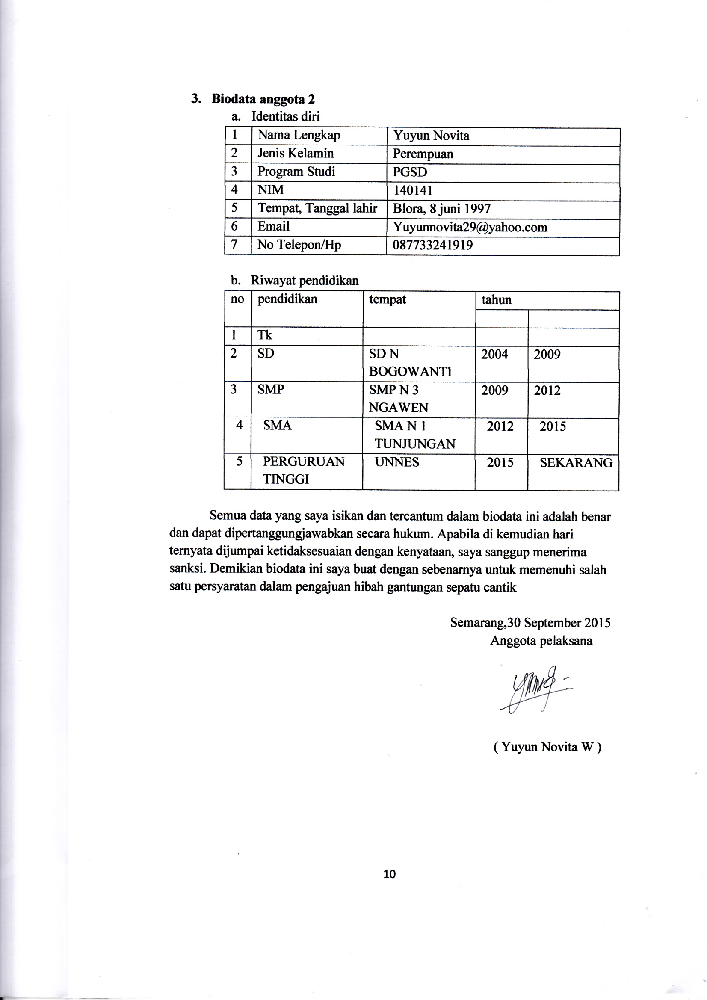 3. Biodata anggota 2
a. Identitas diri
1 Nama Lengkap Yuyun Novita
2 Jenis Kelamin Perempuan
3 Program Studi PGSD
4 NIM 140141
5 Tempat, Tanggal lahir Blora, 8 juni 1997
6 Email Yuyunnovita29@yahoo.com
7 No Telepon/Hp 087733241919
b. Riwayat pendidikan
no pendidikan tempat tahun
1 Tk
2 SD SD N 2004 2009
BOGOWANTI
3 SMP SMP N 3 2009 2012
NGAWEN
4 SMA SMA N 1 2012 2015
TUNJUNGAN
5 PERGURUAN UNNES 2015 SEKARANG
TINGGI
Semua data yang saya isikan dan tercantum dalam biodata ini adalah benar
dan dapat dipertanggungjawabkan secara hukum. Apabila di kemudian hari
ternyata dijumpai ketidaksesuaian dengan kenyataan, saya sanggup menerima
sanksi. Demikian biodata ini saya buat dengan sebenarnya untuk memenuhi salah
satu persyaratan dalam pengajuan hibah gantungan sepatu cantik
Semarang,30 September 2015
Anggota pelaksana
( Yuyun Novita W )
10